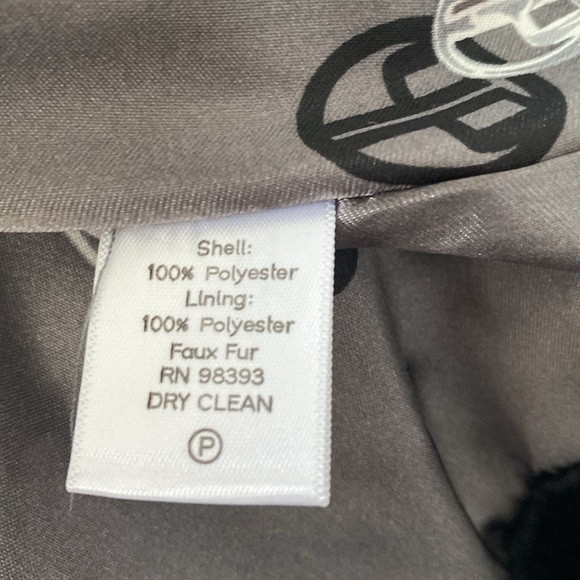 Shell:
100% Polyester
Lining:
100% Polyester
Faux Fur
RN 98393
DRY CLEAN
P